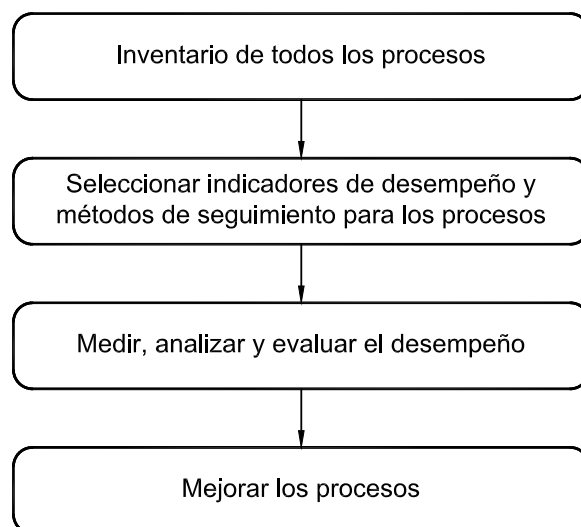 Inventario de todos los procesos
Seleccionar indicadores de desempeño y
métodos de seguimiento para los procesos
Medir, analizar y evaluar el desempeño
Mejorar los procesos